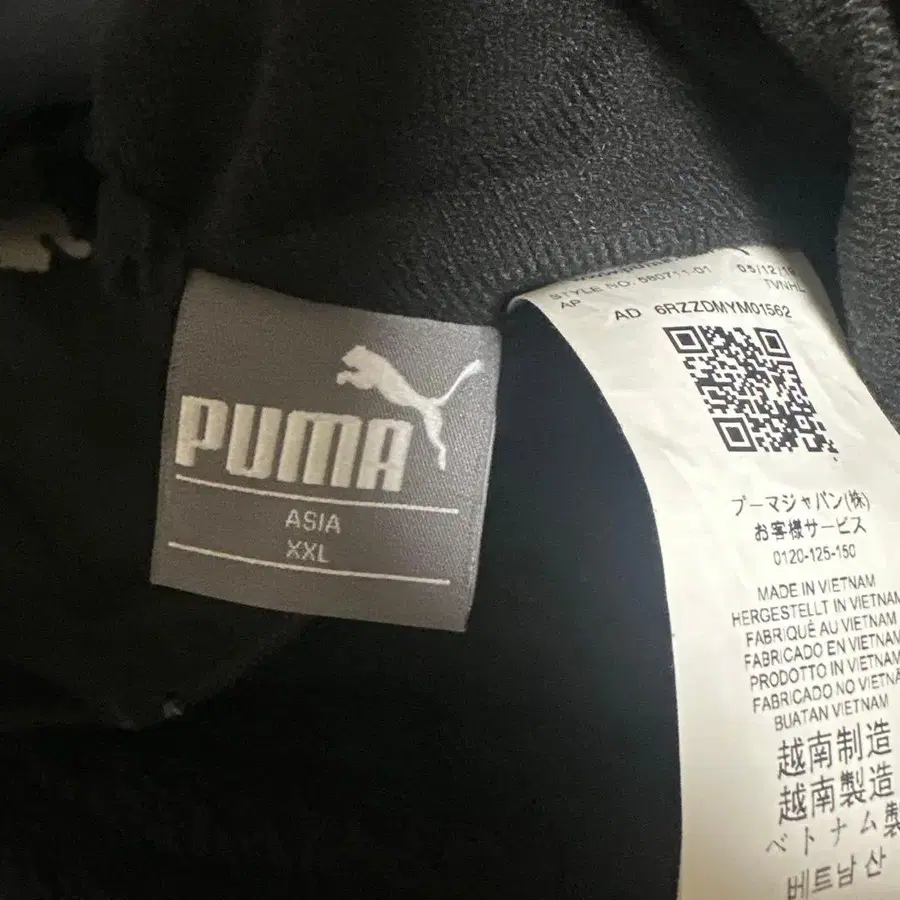 PUMA
ASIA
XXL
STYLE NO: 580711-01 05/12/19
AP TVNHL
AD 6RZZDMYM01562
プーマジャパン(株)
お客様サービス
0120-125-150
MADE IN VIETNAM
HERGESTELLT IN VIETNAM
FABRIQUÉ AU VIETNAM
FABRICADO EN VIETNAM
PRODOTTO IN VIETNAM
FABRICADO NO VIETNÃ
BUATAN VIETNAM
越南制造
越南製造
ベトナム製
베트남 산